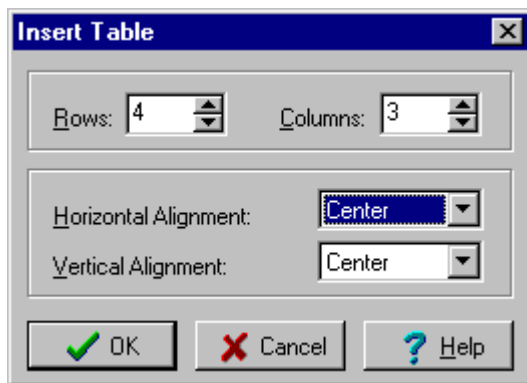 Insert Table
Rows: 4 Columns: 3
Horizontal Alignment: Center
Vertical Alignment: Center
OK Cancel Help